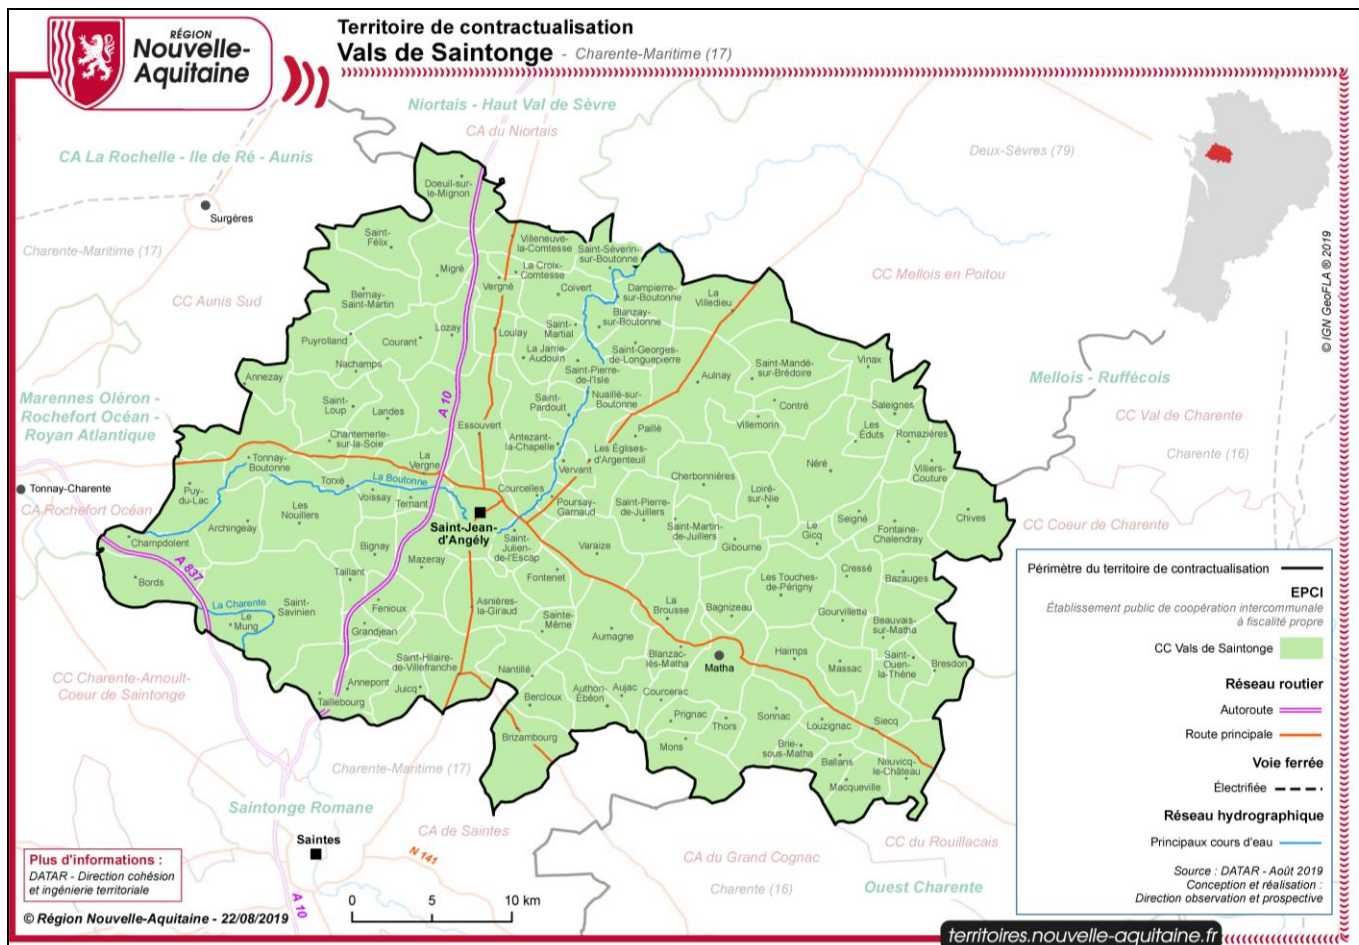 RÉGION
Nouvelle-
Aquitaine
Territoire de contractualisation
Vals de Saintonge - Charente-Maritime (17)
Niortais - Haut Val de Sèvre
CA du Niortais
Deux-Sèvres (79)
CA La Rochelle - Ile de Ré - Aunis
Surgères
Charente-Maritime (17)
CC Aunis Sud
CC Mellois en Poitou
© IGN GeoFLA ® 2019
Marennes Oléron -
Rochefort Océan -
Royan Atlantique
Mellois - Ruffécois
CC Val de Charente
Charente (16)
CC Coeur de Charente
Tonnay-Charente
CA Rochefort Océan
Doeuil-sur-
le-Mignon
Saint-
Félix
Villeneuve-
la-Comtesse
Saint-Séverin-
sur-Boutonne
Migré
Vergné
La Croix-
Comtesse
Coivert
Dampierre-
sur-Boutonne
La
Villedieu
Bernay-
Saint-Martin
Blanzay-
sur-Boutonne
Puyrolland
Courant
Lozay
Loulay
Saint-
Martial
La Jarrie-
Audouin
Saint-Georges-
de-Longuepierre
Nachamps
Saint-Pierre-
de-l'Isle
Aulnay
Saint-Mandé-
sur-Brédoire
Vinax
Annezay
Saint-
Loup
Landes
A 10
Saint-
Pardoult
Nuaillé-sur-
Boutonne
Contré
Saleignes
Chantemerle-
sur-la-Soie
Essouvert
Antezant-
la-Chapelle
Paillé
Villemorin
Les
Éduts
Romazières
Les Églises-
d'Argenteuil
Tonnay-
Boutonne
La
Vergne
Vervant
Cherbonnières
Néré
Villiers-
Couture
Puy-
du-Lac
Torxé
La Boutonne
Voissay
Ternant
Courcelles
Poursay-
Garnaud
Saint-Pierre-
de-Juillers
Loiré-
sur-Nie
Les
Nouillers
Archingeay
Saint-Jean-
d'Angély
Saint-
Julien-
de-l'Escap
Saint-Martin-
de-Juillers
Le
Gicq
Seigné
Fontaine-
Chalendray
Chives
Champdolent
Bignay
Mazeray
Varaize
Gibourne
A 837
Bords
Taillant
Fontenet
Les Touches-
de-Périgny
Cressé
Bazauges
La Charente
Saint-
Savinien
Le
Mung
Fenioux
Grandjean
Asnières-
la-Giraud
Sainte-
Même
La
Brousse
Bagnizeau
Gourvillette
Beauvais-
sur-Matha
Aumagne
Blanzac-
lès-Matha
Matha
Haimps
Massac
Saint-
Ouen-
la-Thène
Bresdon
Saint-Hilaire-
de-Villefranche
Nantillé
Annepont
Juicq
Taillebourg
Bercloux
Authon-
Ébéon
Aujac
Courcerac
Prignac
Thors
Sonnac
Louzignac
Siecq
Brizambourg
Mons
Brie-
sous-Matha
Ballans
Neuvicq-
le-Château
Macqueville
CC Charente-Arnoult-
Coeur de Saintonge
Charente-Maritime (17)
Saintonge Romane
Saintes
CA de Saintes
N 141
A 10
CA du Grand Cognac
Charente (16)
CC du Rouillacais
Ouest Charente
Périmètre du territoire de contractualisation
EPCI
Établissement public de coopération intercommunale
à fiscalité propre
CC Vals de Saintonge
Réseau routier
Autoroute
Route principale
Voie ferrée
Électrifiée
Réseau hydrographique
Principaux cours d'eau
Source : DATAR - Août 2019
Conception et réalisation :
Direction observation et prospective
Plus d'informations :
DATAR - Direction cohésion
et ingénierie territoriale
0 5 10 km
© Région Nouvelle-Aquitaine - 22/08/2019
territoires.nouvelle-aquitaine.fr